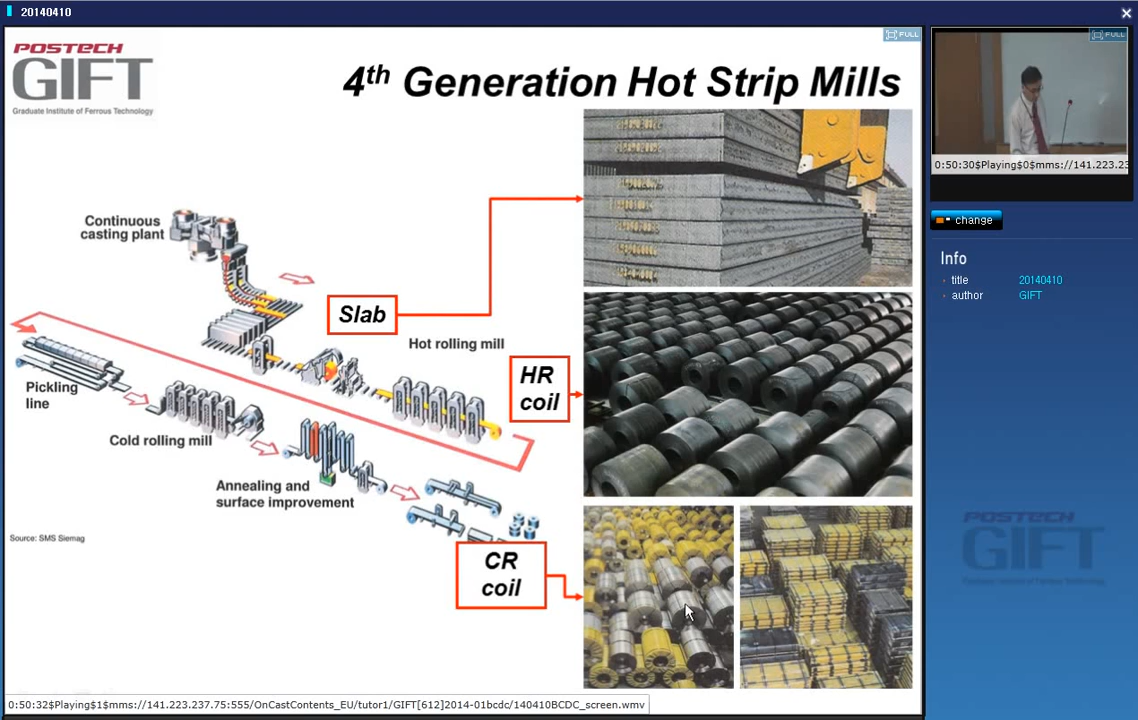 20140410
POSTECH
GIFT
Graduate Institute of Ferrous Technology
4th Generation Hot Strip Mills
FULL
Continuous
casting plant
Slab
Hot rolling mill
HR
coil
Pickling
line
Cold rolling mill
Annealing and
surface improvement
Source: SMS Siemag
CR
coil
0:50:32$Playing$1$mms://141.223.237.75:555/OnCastContents_EU/tutor1/GIFT[612]2014-01bcdc/140410BCDC_screen.wmv
FULL
0:50:30$Playing$0$mms://141.223.23
change
Info
title 20140410
author GIFT
POSTECH
GIFT